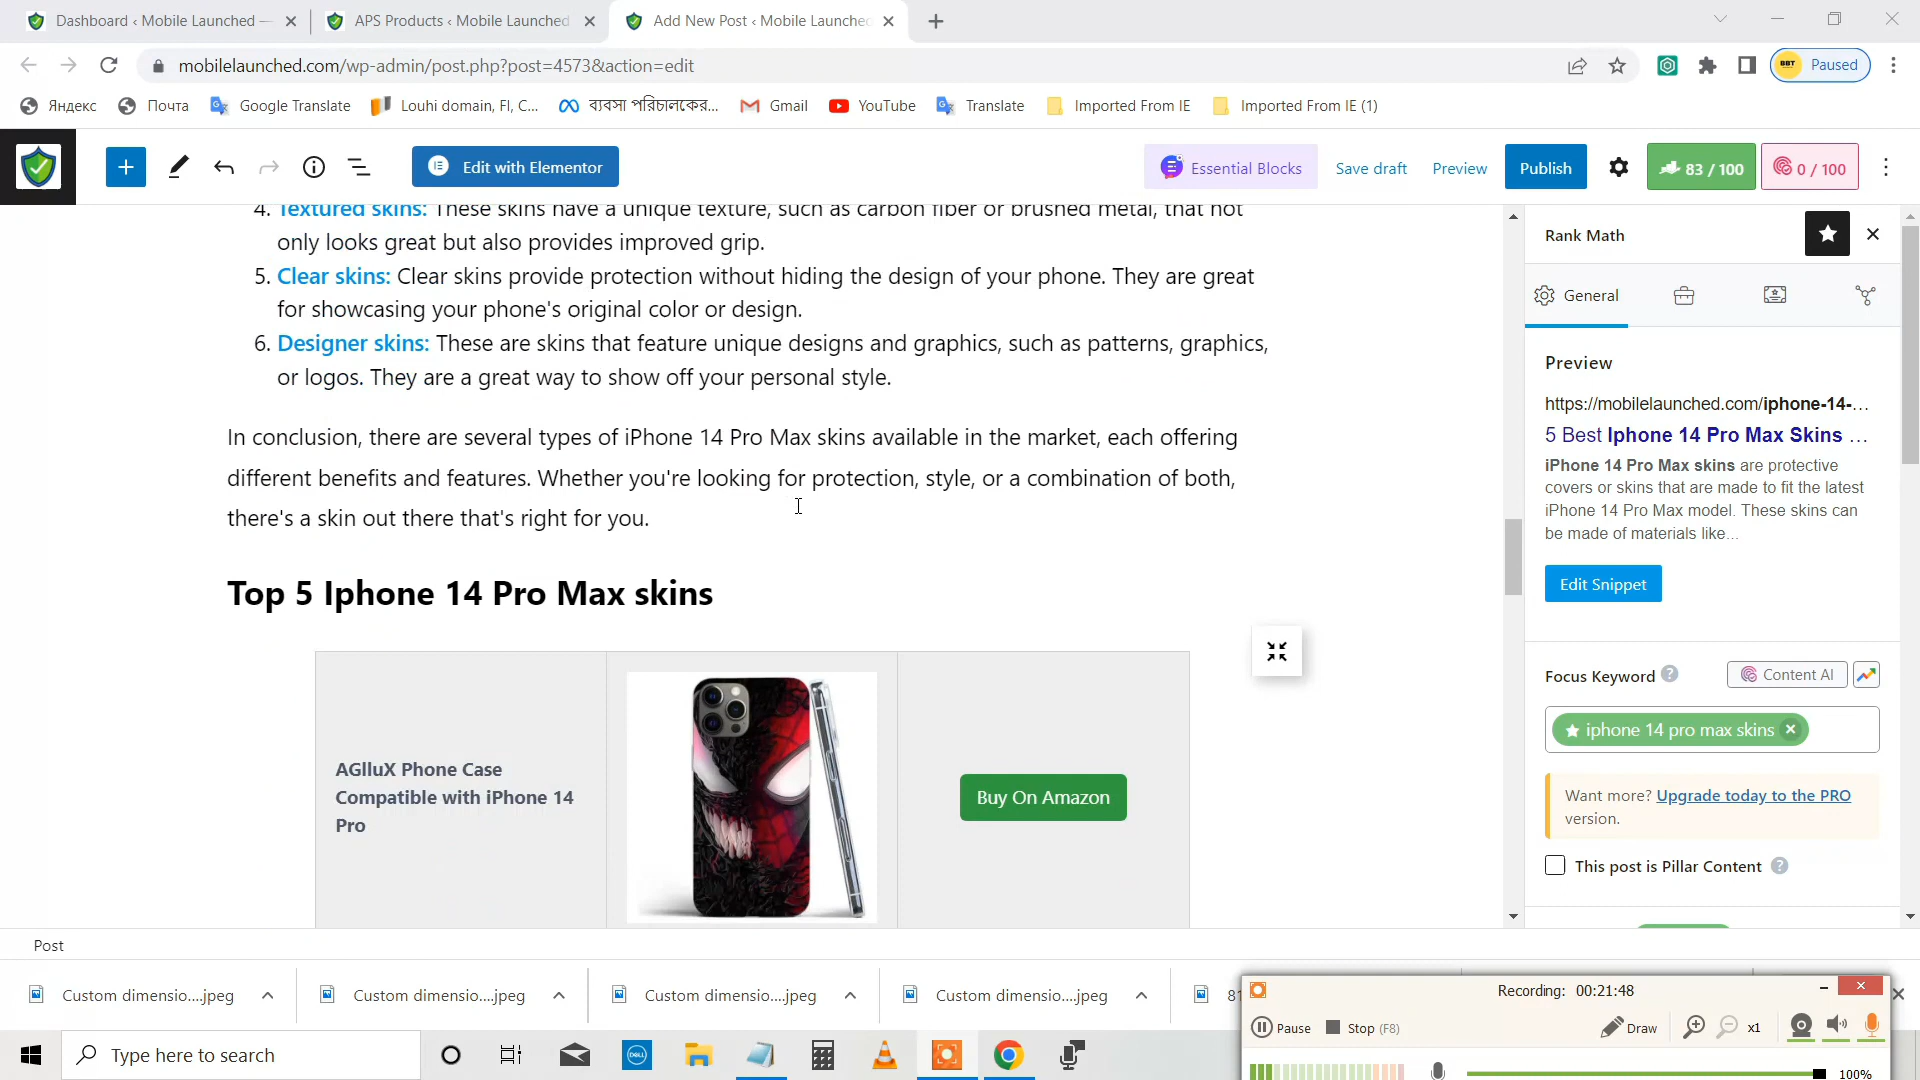 Dashboard ‹ Mobile Launched —
APS Products ‹ Mobile Launched
Add New Post ‹ Mobile Launched
mobilelaunched.com/wp-admin/post.php?post=4573&action=edit
BBT
Paused
Яндекс
Почта
Google Translate
Louhi domain, FI, C...
ব্যবসা পরিচালকের...
Gmail
YouTube
Translate
Imported From IE
Imported From IE (1)
Edit with Elementor
Essential Blocks
Save draft
Preview
Publish
83 / 100
0 / 100
4. Textured skins: These skins have a unique texture, such as carbon fiber or brushed metal, that not
only looks great but also provides improved grip.
5. Clear skins: Clear skins provide protection without hiding the design of your phone. They are great
for showcasing your phone's original color or design.
6. Designer skins: These are skins that feature unique designs and graphics, such as patterns, graphics,
or logos. They are a great way to show off your personal style.
In conclusion, there are several types of iPhone 14 Pro Max skins available in the market, each offering
different benefits and features. Whether you're looking for protection, style, or a combination of both,
there's a skin out there that's right for you.
Top 5 Iphone 14 Pro Max skins
AGlluX Phone Case
Compatible with iPhone 14
Pro
Buy On Amazon
Rank Math
General
Preview
https://mobilelaunched.com/iphone-14-...
5 Best Iphone 14 Pro Max Skins ...
iPhone 14 Pro Max skins are protective
covers or skins that are made to fit the latest
iPhone 14 Pro Max model. These skins can
be made of materials like...
Edit Snippet
Focus Keyword
Content AI
iphone 14 pro max skins
Want more? Upgrade today to the PRO
version.
This post is Pillar Content
Post
Custom dimensio....jpeg
Custom dimensio....jpeg
Custom dimensio....jpeg
Custom dimensio....jpeg
Recording: 00:21:48
Pause
Stop (F8)
Draw
x1
100%
Type here to search
DELL